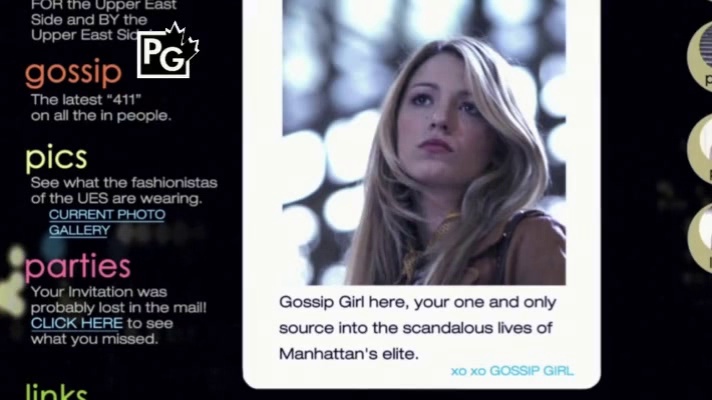 FOR the Upper East
Side and BY the
Upper East
PG
gossip
The latest “411”
on all the in people.
pics
See what the fashionistas
of the UES are wearing.
CURRENT PHOTO
GALLERY
parties
Your Invitation was
probably lost in the mail!
CLICK HERE to see
what you missed.
links
Gossip Girl here, your one and only
source into the scandalous lives of
Manhattan's elite.
xo xo GOSSIP GIRL